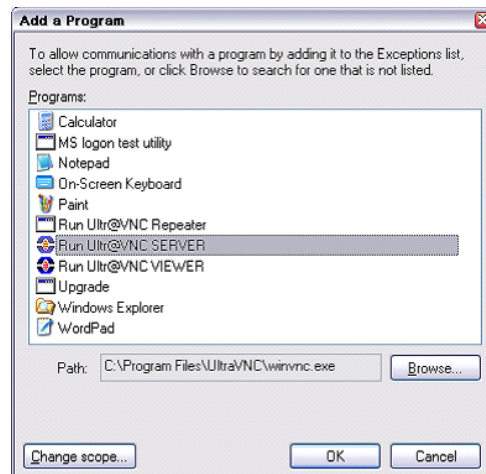 Add a Program
To allow communications with a program by adding it to the Exceptions list,
select the program, or click Browse to search for one that is not listed.
Programs:
Calculator
MS logon test utility
Notepad
On-Screen Keyboard
Paint
Run Ultr@VNC Repeater
Run Ultr@VNC SERVER
Run Ultr@VNC VIEWER
Upgrade
Windows Explorer
WordPad
Path: C:\Program Files\UltraVNC\winvnc.exe Browse...
Change scope... OK Cancel